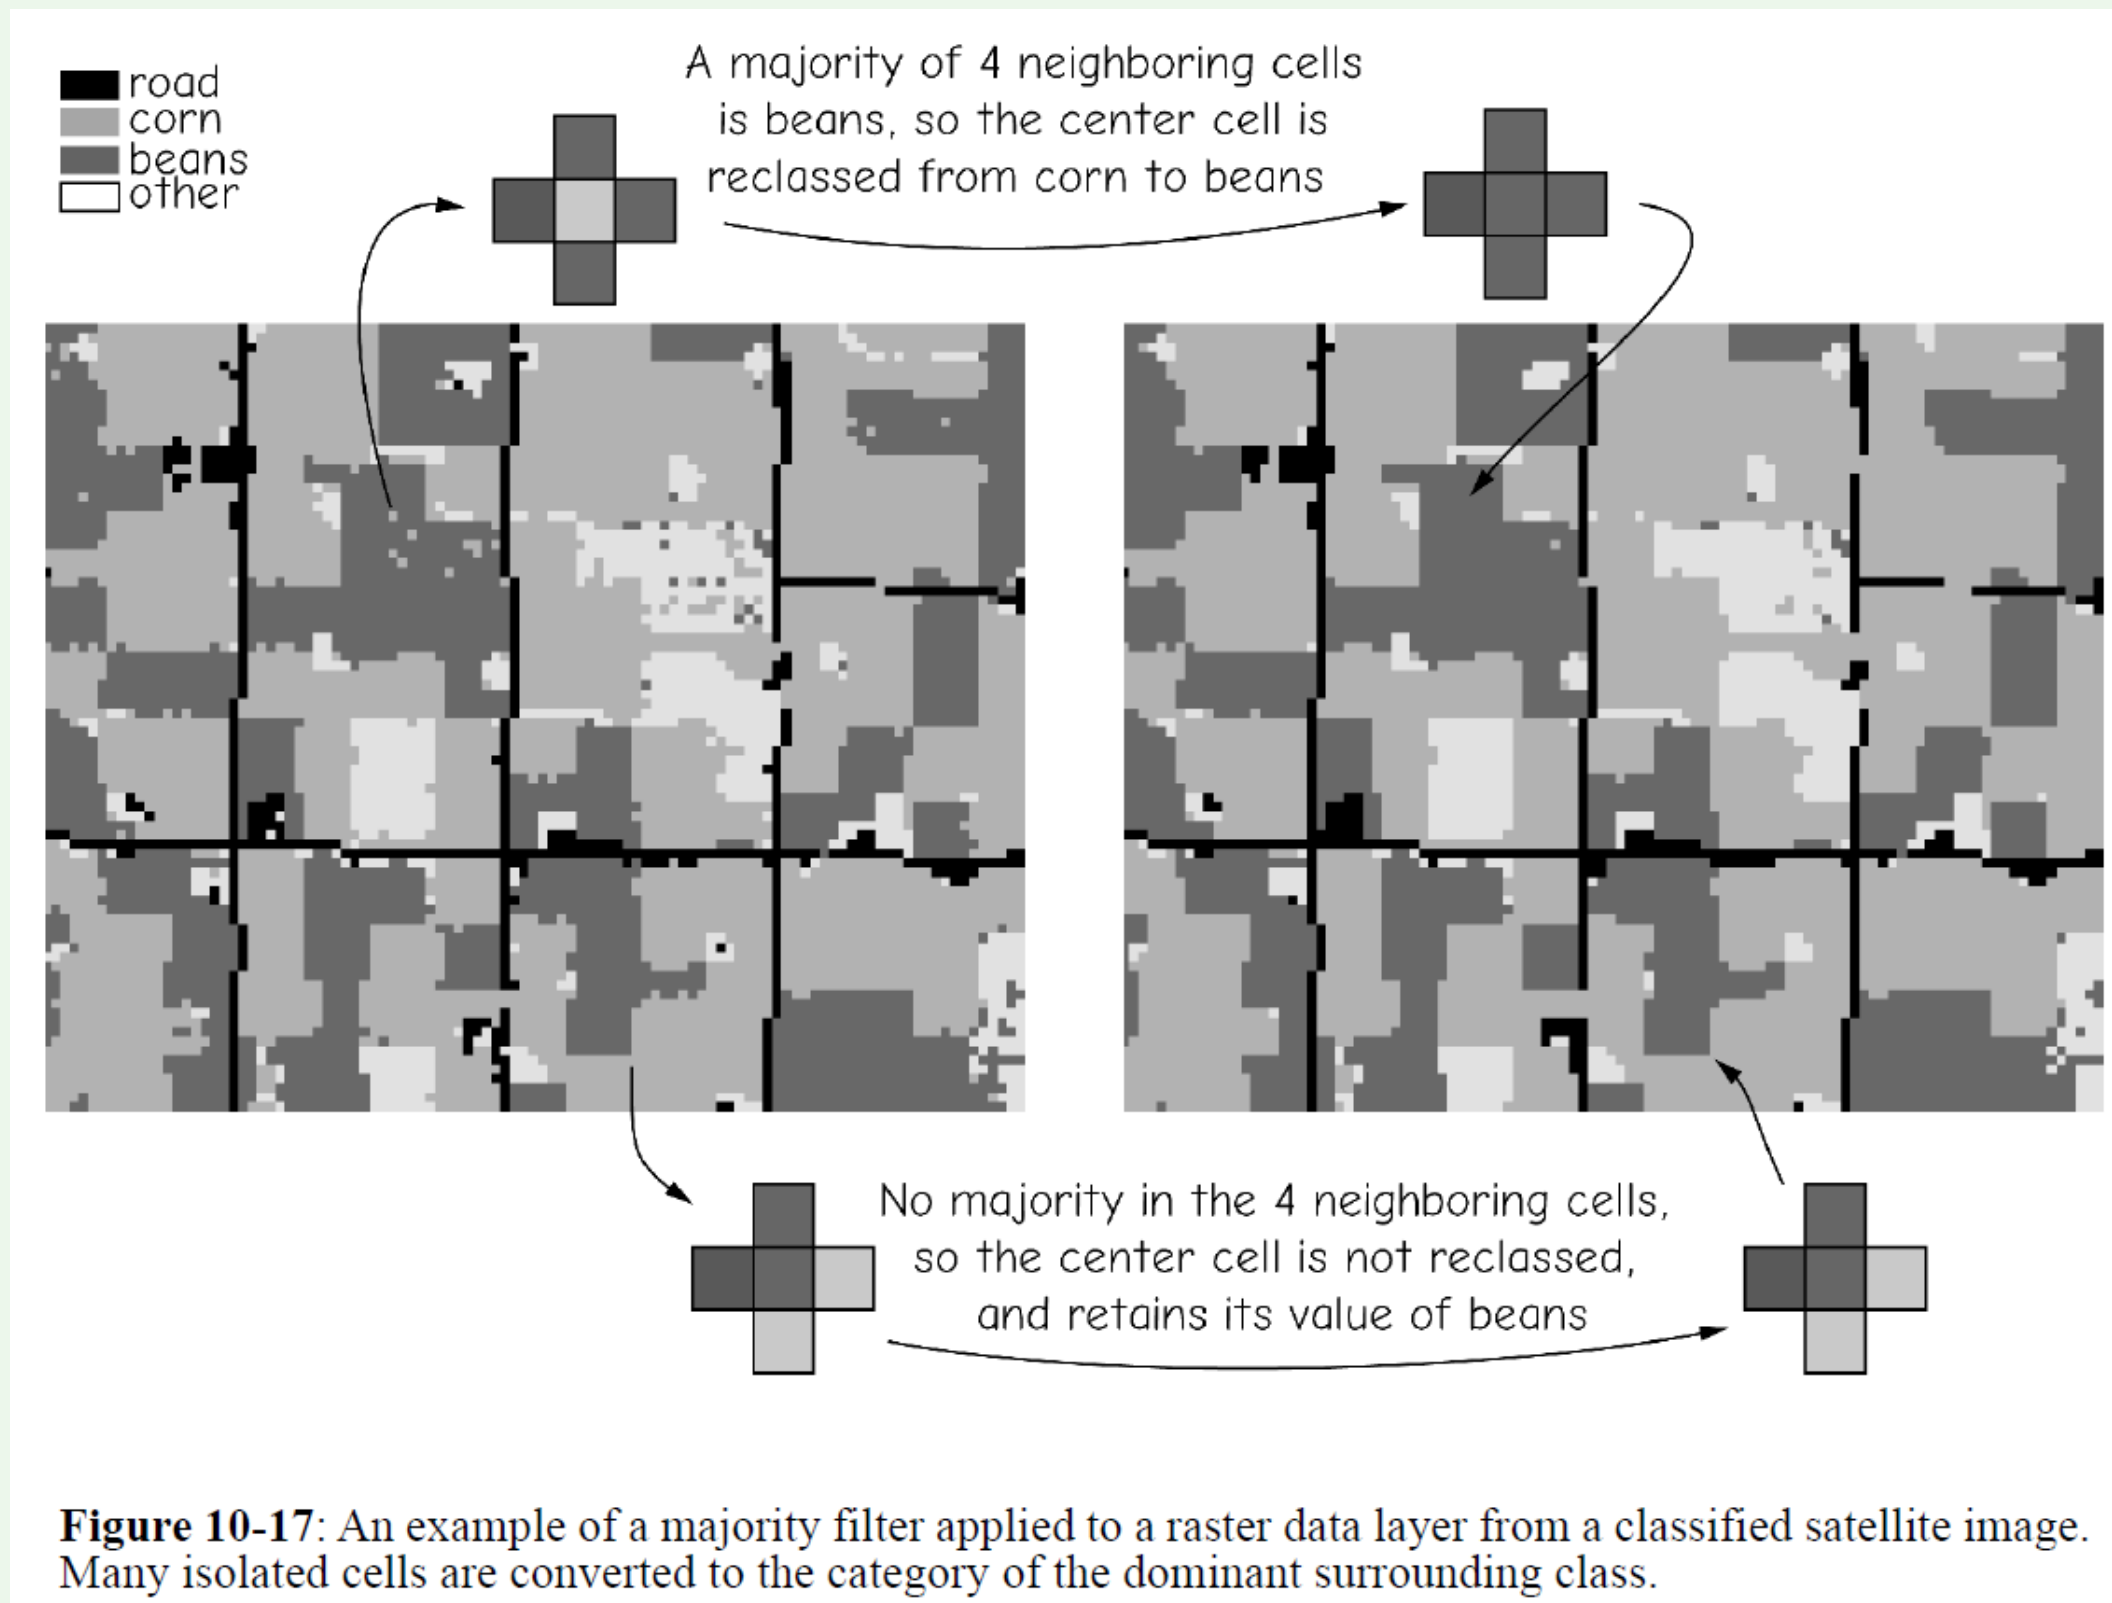 road
corn
beans
other
A majority of 4 neighboring cells
is beans, so the center cell is
reclassed from corn to beans
No majority in the 4 neighboring cells,
so the center cell is not reclassed,
and retains its value of beans
Figure 10-17: An example of a majority filter applied to a raster data layer from a classified satellite image.
Many isolated cells are converted to the category of the dominant surrounding class.